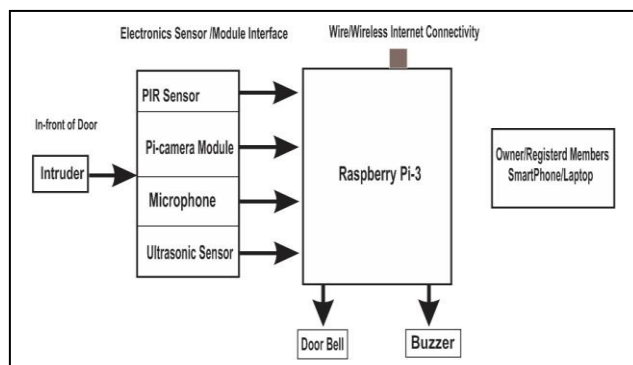 Electronics Sensor /Module Interface
Wire/Wireless Internet Connectivity
In-front of Door
Intruder
PIR Sensor
Pi-camera Module
Microphone
Ultrasonic Sensor
Raspberry Pi-3
Owner/Registerd Members
SmartPhone/Laptop
Door Bell
Buzzer